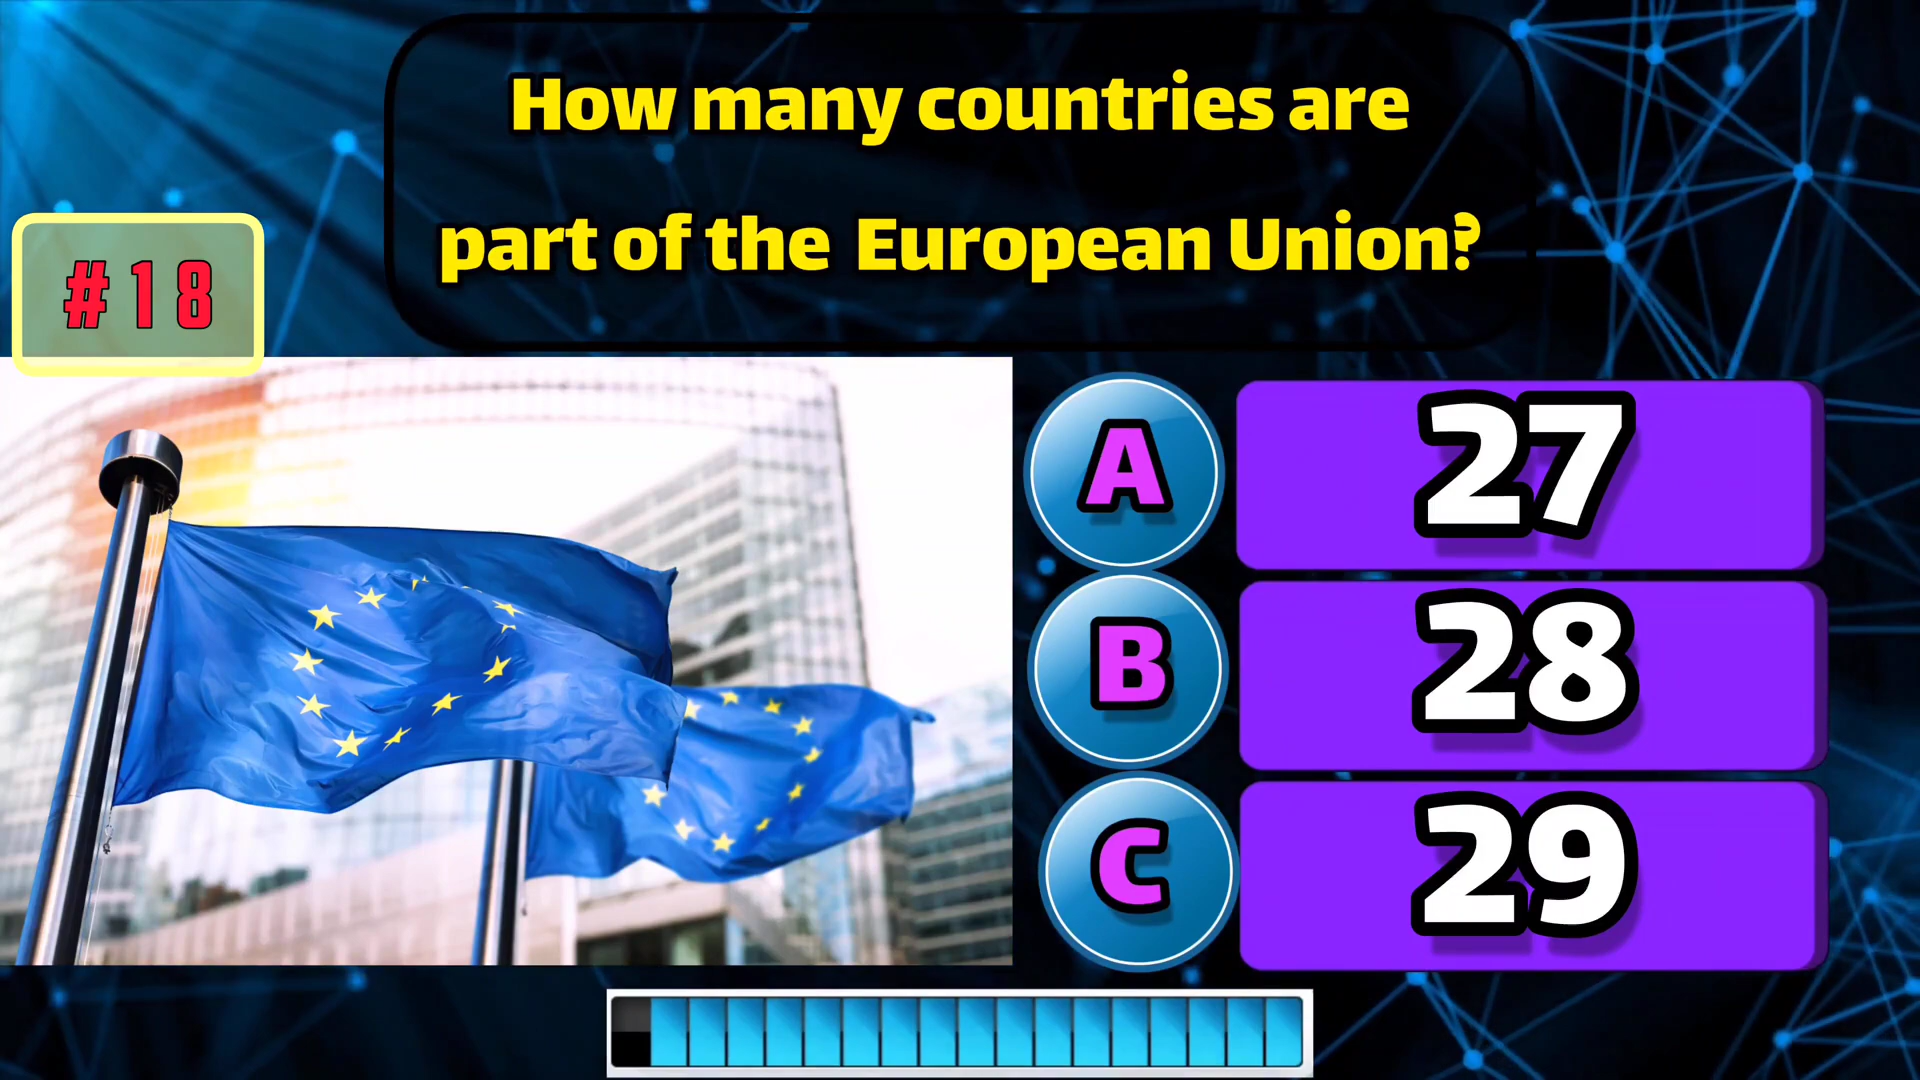 How many countries are
part of the European Union?
#18
A 27
B 28
C 29